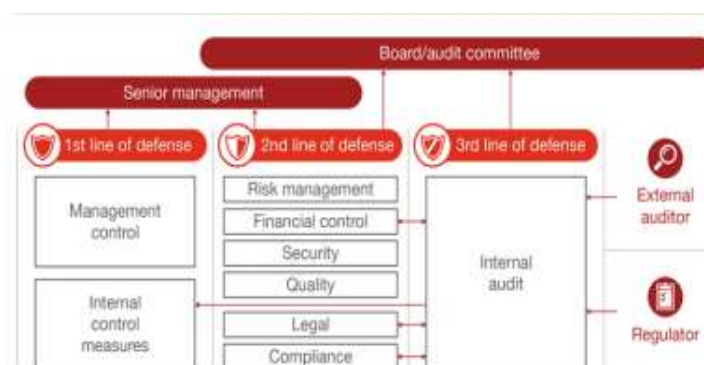 Board/audit committee
Senior management
1st line of defense
2nd line of defense
3rd line of defense
Management
control
Internal
control
measures
Risk management
Financial control
Security
Quality
Legal
Compliance
Internal
audit
External
auditor
Regulator